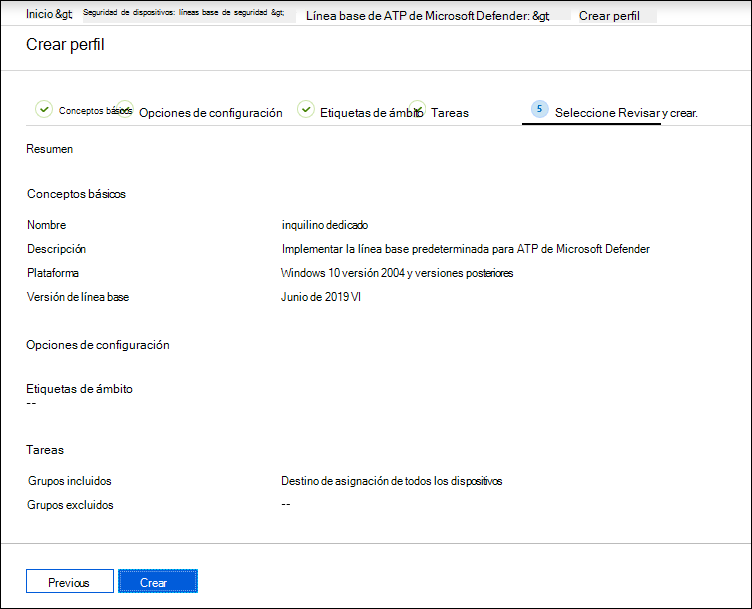 Inicio &gt; Seguridad de dispositivos: líneas base de seguridad &gt; Línea base de ATP de Microsoft Defender: &gt; Crear perfil
Crear perfil
Conceptos básicos Opciones de configuración Etiquetas de ámbito Tareas 5 Seleccione Revisar y crear.
Resumen
Conceptos básicos
Nombre inquilino dedicado
Descripción Implementar la línea base predeterminada para ATP de Microsoft Defender
Plataforma Windows 10 versión 2004 y versiones posteriores
Versión de línea base Junio de 2019 VI
Opciones de configuración
Etiquetas de ámbito
--
Tareas
Grupos incluidos Destino de asignación de todos los dispositivos
Grupos excluidos --
Previous Crear